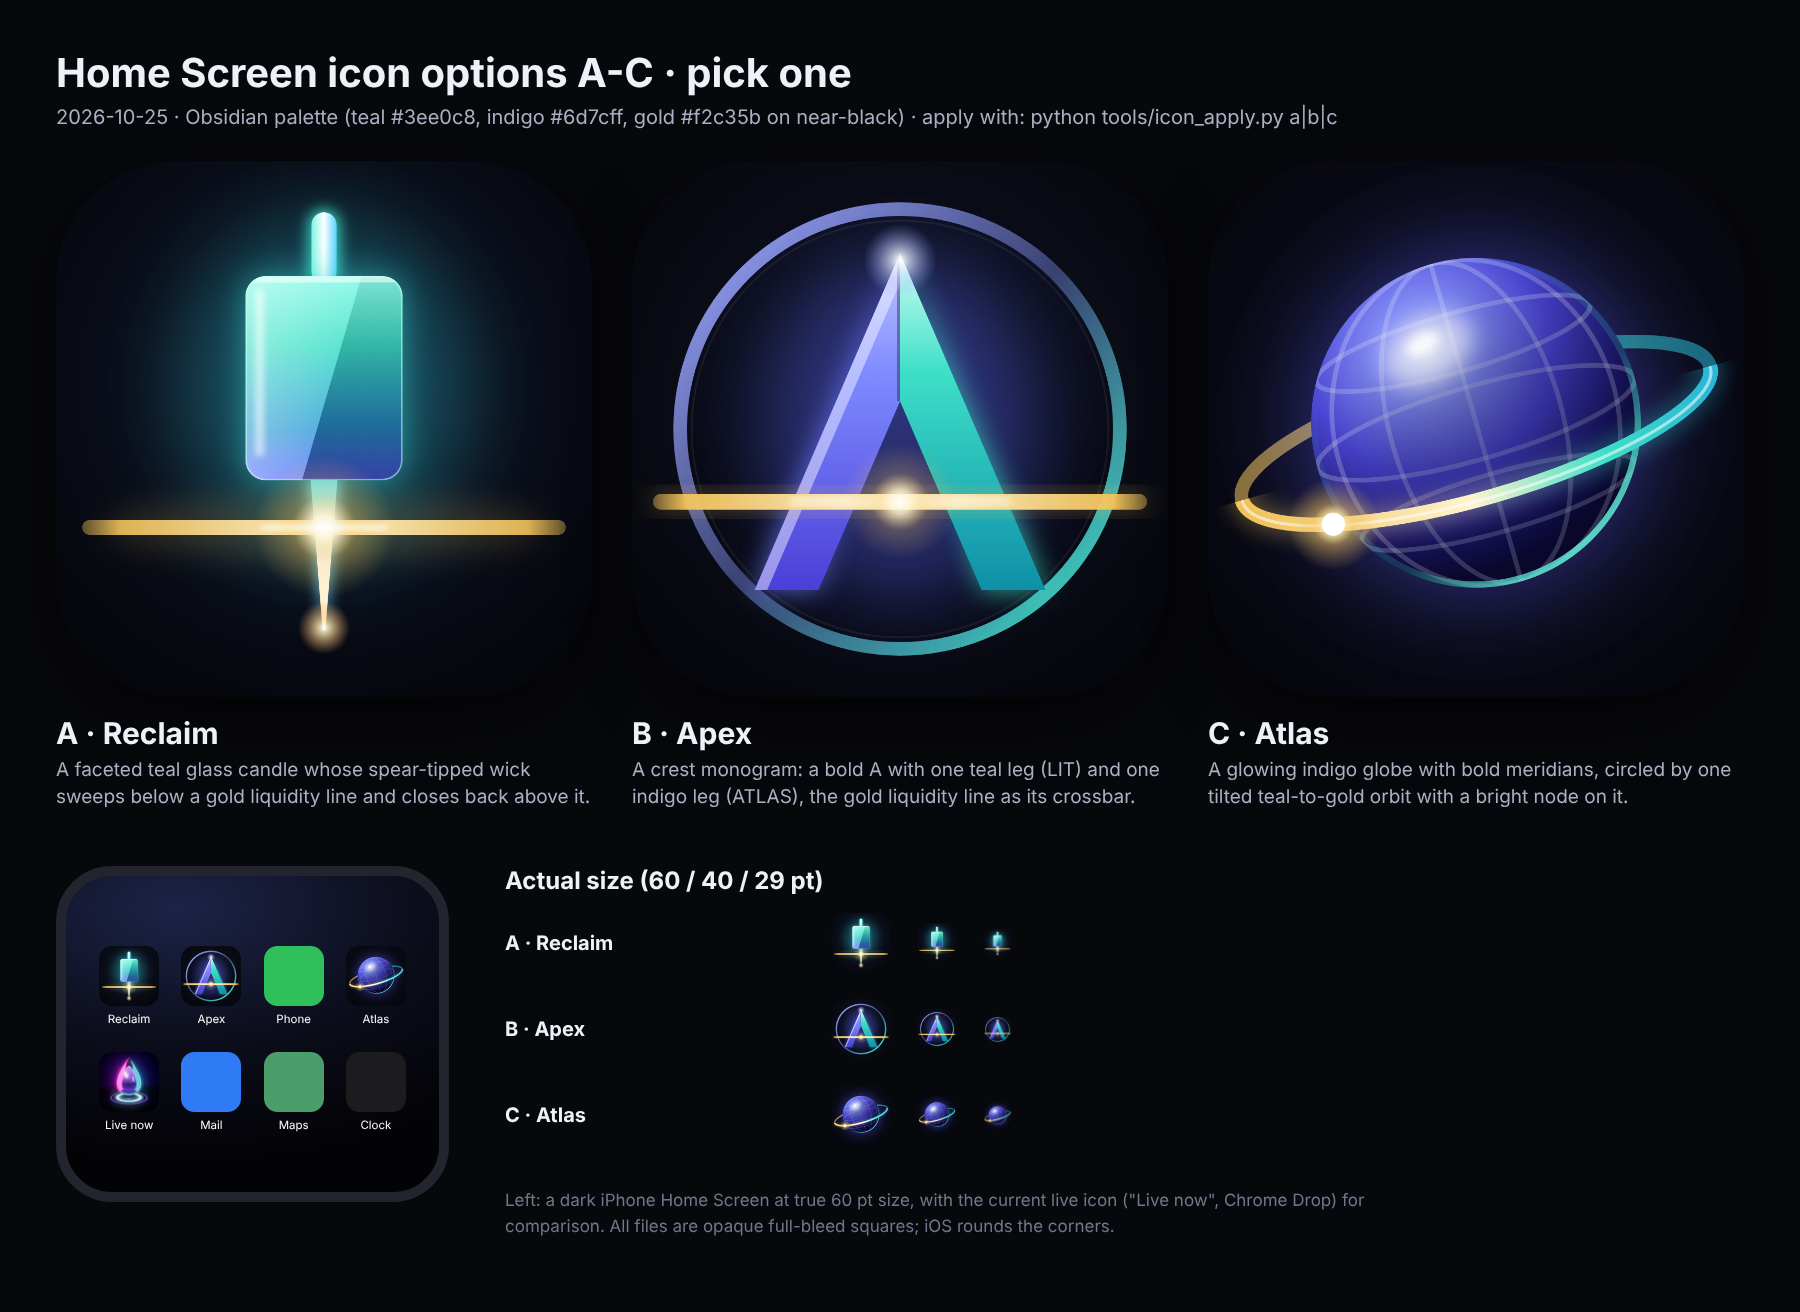 Home Screen icon options A-C · pick one
2026-10-25 · Obsidian palette (teal #3ee0c8, indigo #6d7cff, gold #f2c35b on near-black) · apply with: python tools/icon_apply.py a|b|c
A · Reclaim
A faceted teal glass candle whose spear-tipped wick
sweeps below a gold liquidity line and closes back above it.
B · Apex
A crest monogram: a bold A with one teal leg (LIT) and one
indigo leg (ATLAS), the gold liquidity line as its crossbar.
C · Atlas
A glowing indigo globe with bold meridians, circled by one
tilted teal-to-gold orbit with a bright node on it.
Reclaim
Apex
Phone
Atlas
Live now
Mail
Maps
Clock
Actual size (60 / 40 / 29 pt)
A · Reclaim
B · Apex
C · Atlas
Left: a dark iPhone Home Screen at true 60 pt size, with the current live icon ("Live now", Chrome Drop) for
comparison. All files are opaque full-bleed squares; iOS rounds the corners.